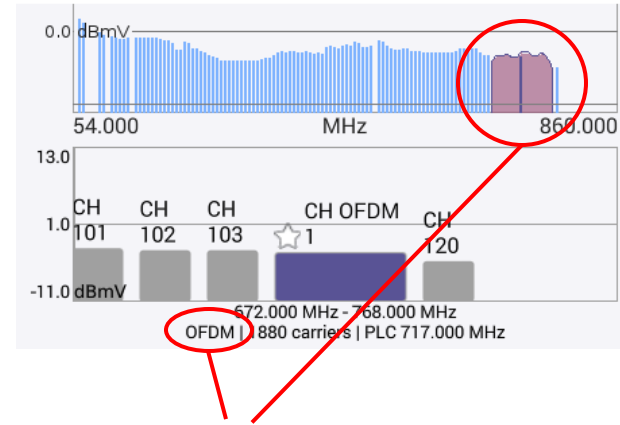 0.0 dBmV
54.000 MHz 860.000
13.0
CH CH CH CH OFDM CH
1.0 101 102 103 1 120
-11.0 dBmV
672.000 MHz - 768.000 MHz
OFDM | 1880 carriers | PLC 717.000 MHz